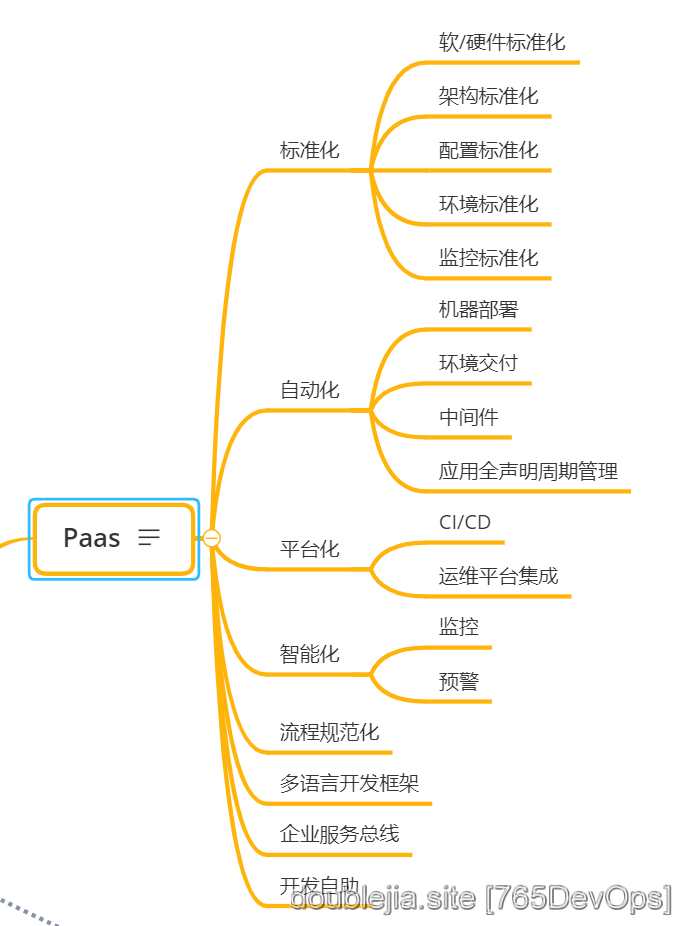 软/硬件标准化
架构标准化
标准化
配置标准化
环境标准化
监控标准化
机器部署
环境交付
自动化
中间件
应用全声明周期管理
Paas
CI/CD
平台化
运维平台集成
监控
智能化
预警
流程规范化
多语言开发框架
企业服务总线
开发自助
doublejia.site [765DevOps]